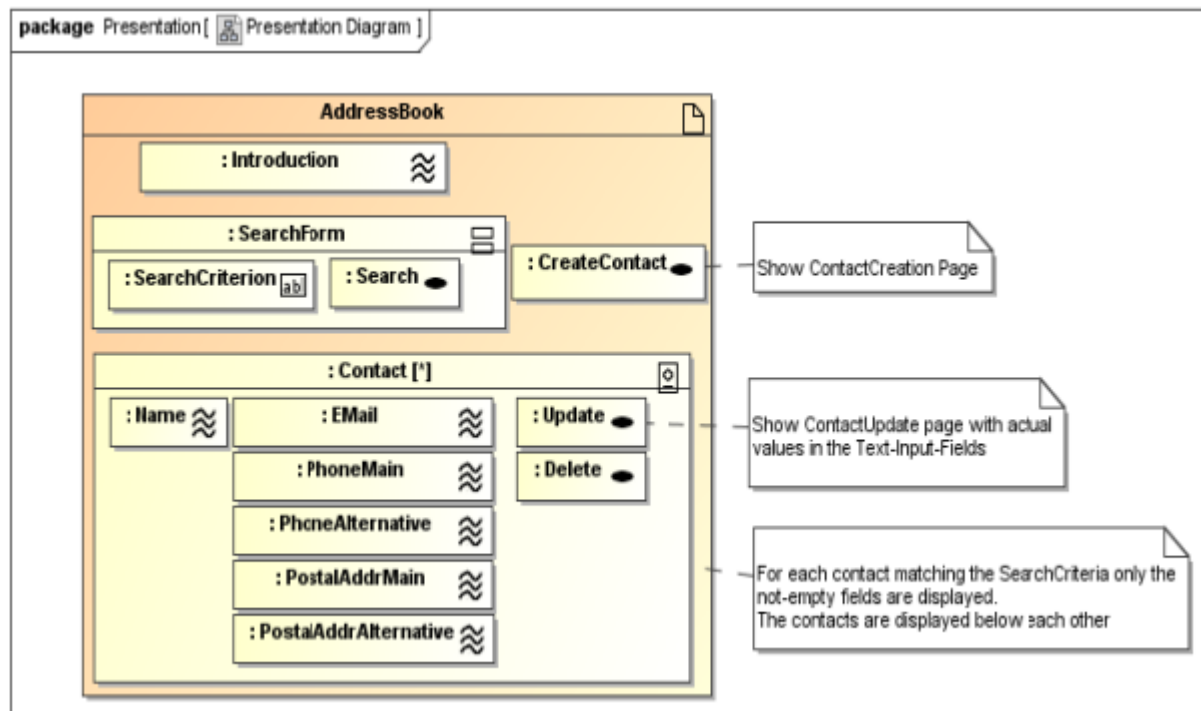 package Presentation [ Presentation Diagram ]
AddressBook
: Introduction
: SearchForm
: SearchCriterion ab
: Search
: CreateContact
Show ContactCreation Page
: Contact [*]
: Name
: EMail
: PhoneMain
: PhoneAlternative
: PostalAddrMain
: PostalAddrAlternative
: Update
: Delete
Show ContactUpdate page with actual
values in the Text-Input-Fields
For each contact matching the SearchCriteria only the
not-empty fields are displayed.
The contacts are displayed below each other